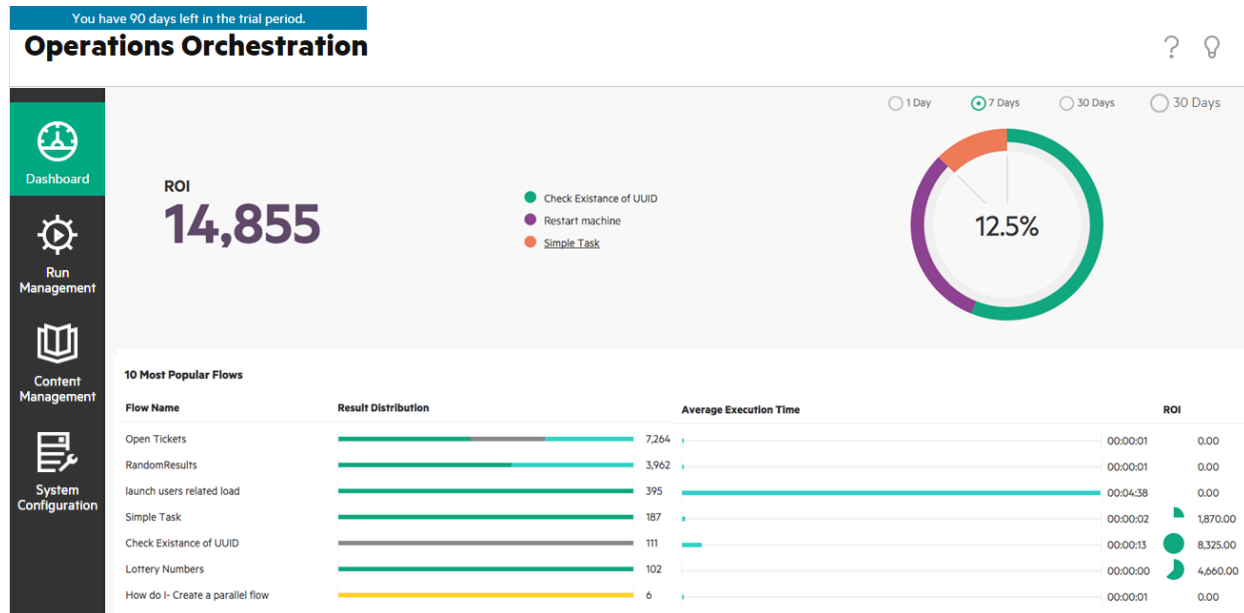 You have 90 days left in the trial period.
Operations Orchestration
?
1 Day 7 Days 30 Days 30 Days
Dashboard
Run
Management
Content
Management
System
Configuration
ROI
14,855
Check Existance of UUID
Restart machine
Simple Task
12.5%
10 Most Popular Flows
Flow Name Result Distribution Average Execution Time ROI
Open Tickets 7,264 00:00:01 0.00
RandomResults 3,962 00:00:01 0.00
launch users related load 395 00:04:38 0.00
Simple Task 187 00:00:02 1,870.00
Check Existance of UUID 111 00:00:13 8,325.00
Lottery Numbers 102 00:00:00 4,660.00
How do I- Create a parallel flow 6 00:00:01 0.00